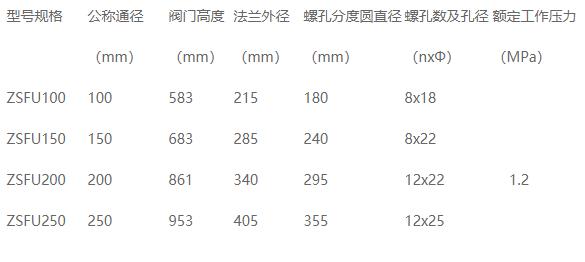 型号规格 公称通径 阀门高度 法兰外径 螺孔分度圆直径 螺孔数及孔径 额定工作压力
（mm） （mm） （mm） （mm） （nxΦ） （MPa）
ZSFU100 100 583 215 180 8x18
ZSFU150 150 683 285 240 8x22
ZSFU200 200 861 340 295 12x22 1.2
ZSFU250 250 953 405 355 12x25